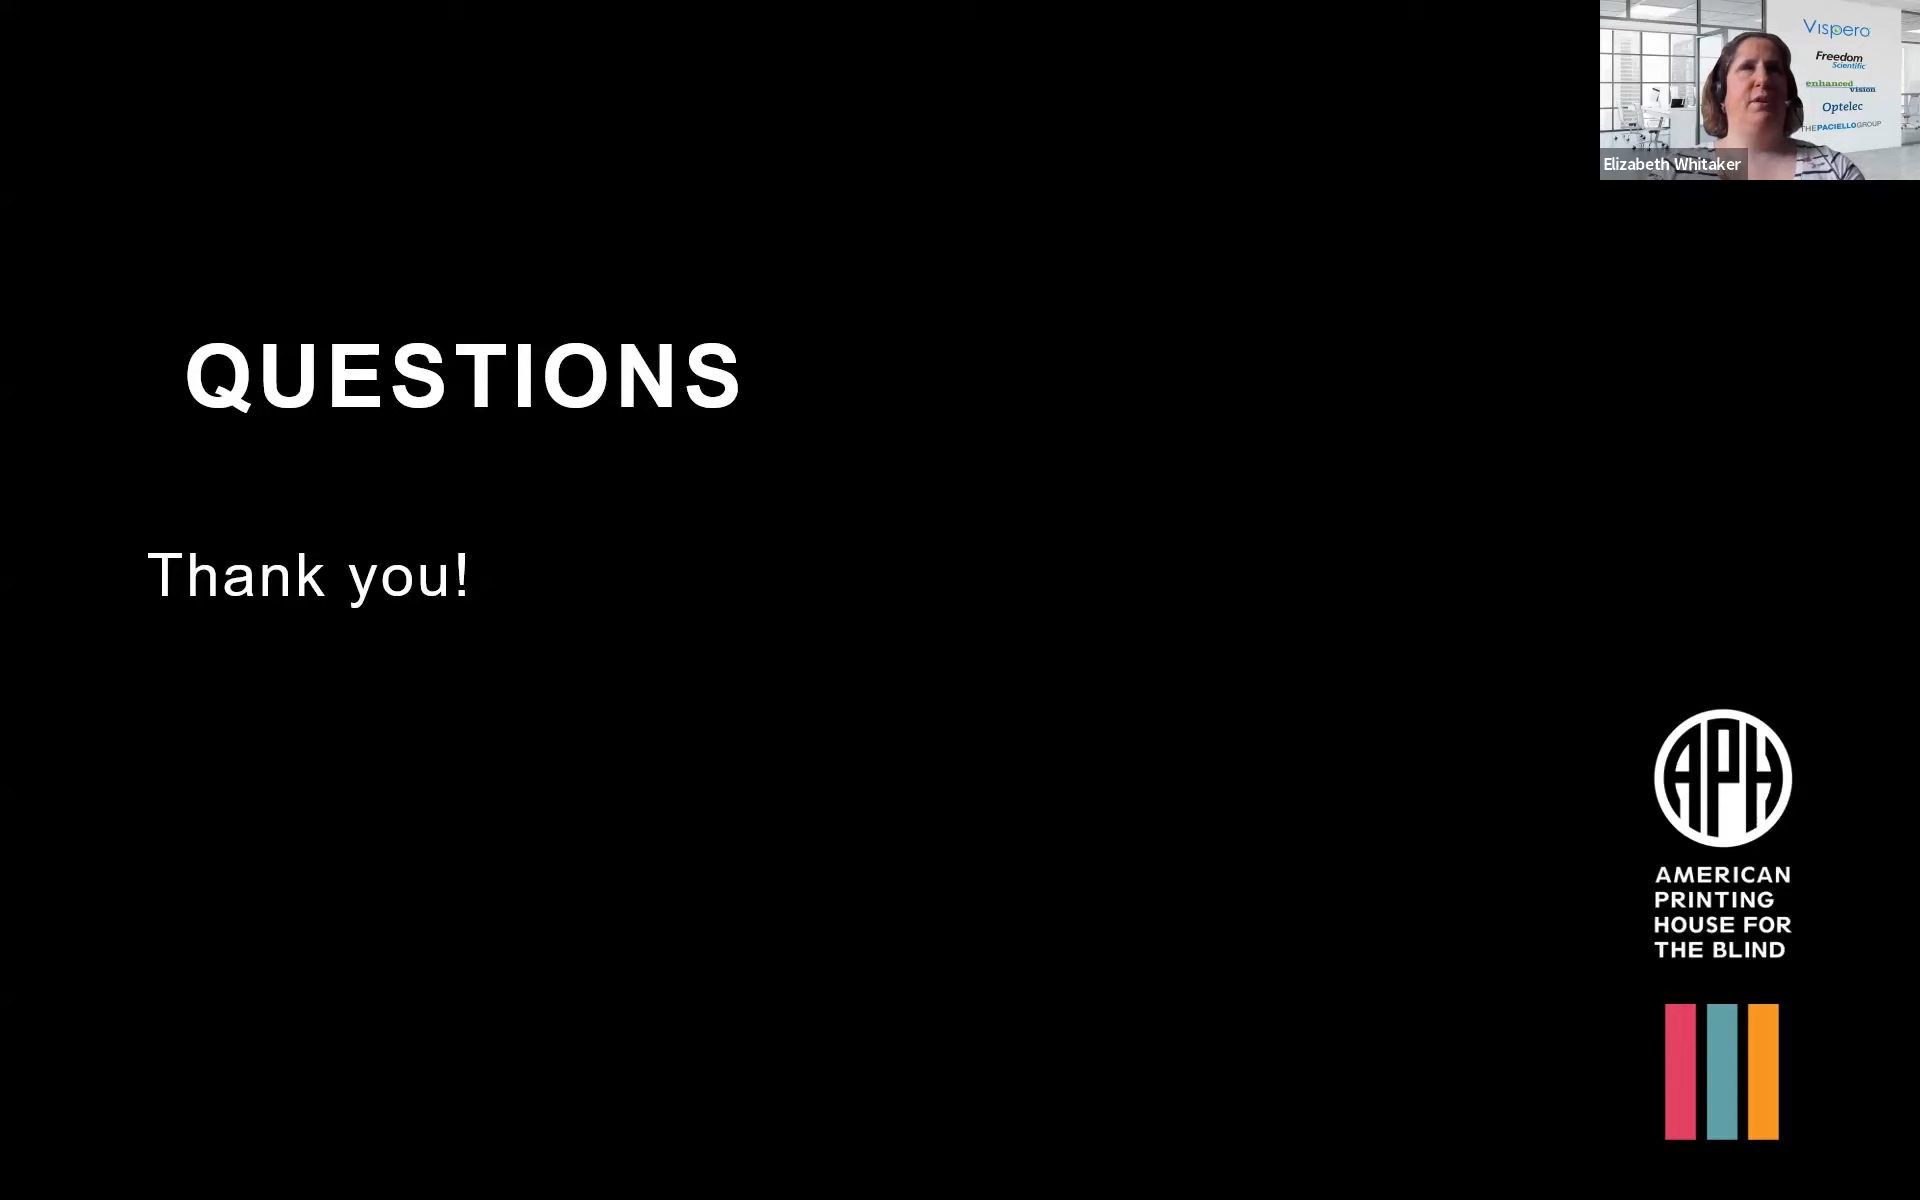 Vispero
Freedom
Scientific
enhanced
vision
Optelec
THE PACIELLO GROUP
Elizabeth Whitaker
QUESTIONS
Thank you!
APH
AMERICAN
PRINTING
HOUSE FOR
THE BLIND